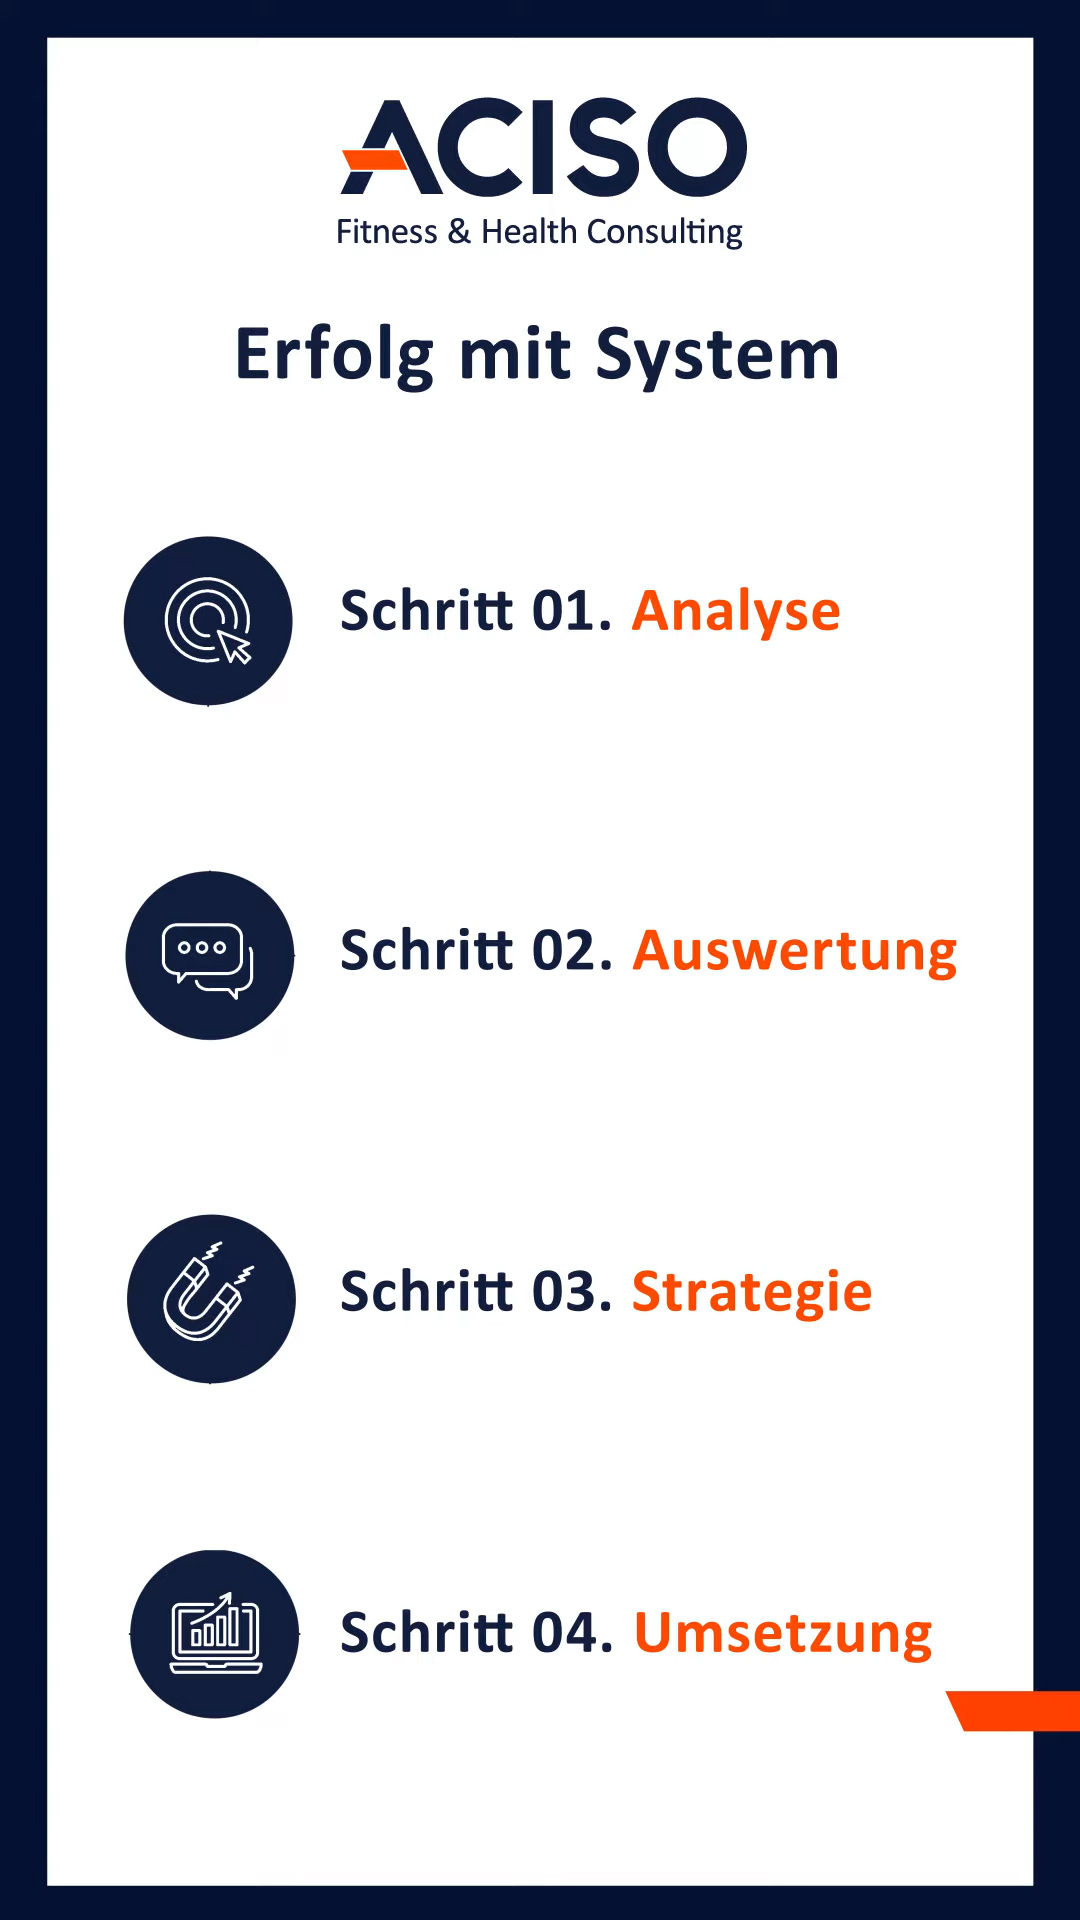 ACISO
Fitness & Health Consulting
Erfolg mit System
Schritt 01. Analyse
Schritt 02. Auswertung
Schritt 03. Strategie
Schritt 04. Umsetzung